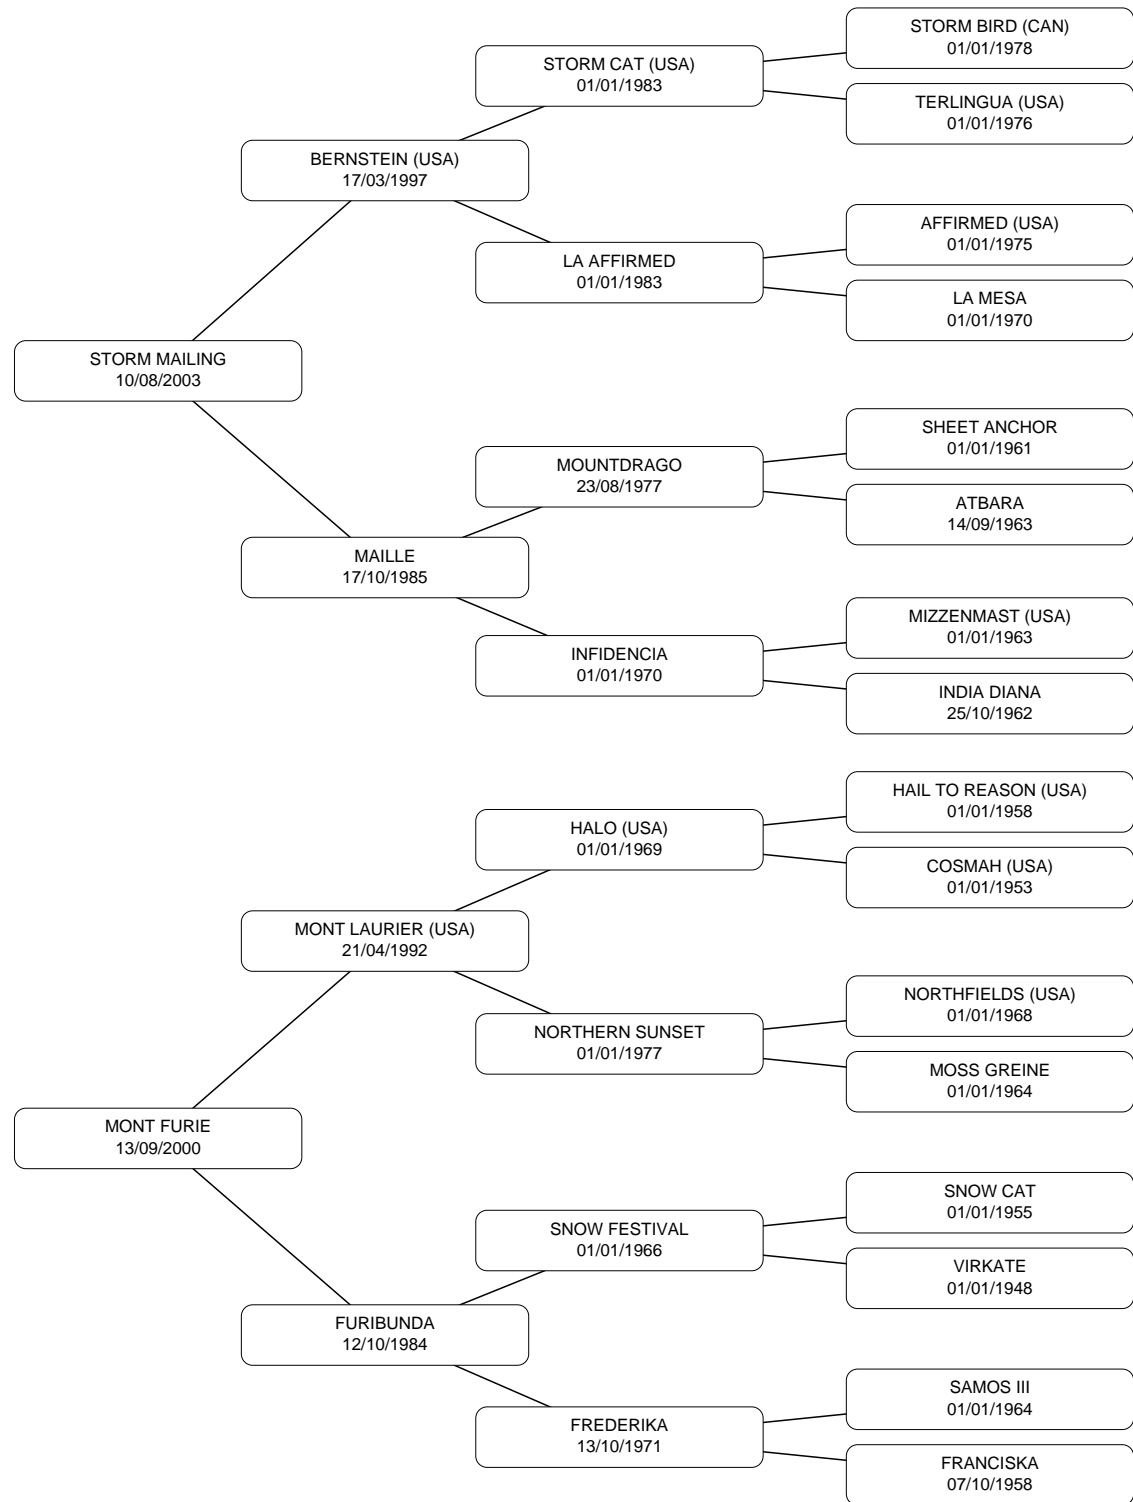 STORM BIRD (CAN)
01/01/1978
STORM CAT (USA)
01/01/1983
TERLINGUA (USA)
01/01/1976
BERNSTEIN (USA)
17/03/1997
AFFIRMED (USA)
01/01/1975
LA AFFIRMED
01/01/1983
LA MESA
01/01/1970
STORM MAILING
10/08/2003
SHEET ANCHOR
01/01/1961
MOUNTDRAGO
23/08/1977
ATBARA
14/09/1963
MAILLE
17/10/1985
MIZZENMAST (USA)
01/01/1963
INFIDENCIA
01/01/1970
INDIA DIANA
25/10/1962
HAIL TO REASON (USA)
01/01/1958
HALO (USA)
01/01/1969
COSMAH (USA)
01/01/1953
MONT LAURIER (USA)
21/04/1992
NORTHFIELDS (USA)
01/01/1968
NORTHERN SUNSET
01/01/1977
MOSS GREINE
01/01/1964
MONT FURIE
13/09/2000
SNOW CAT
01/01/1955
SNOW FESTIVAL
01/01/1966
VIRKATE
01/01/1948
FURIBUNDA
12/10/1984
SAMOS III
01/01/1964
FREDERIKA
13/10/1971
FRANCISKA
07/10/1958